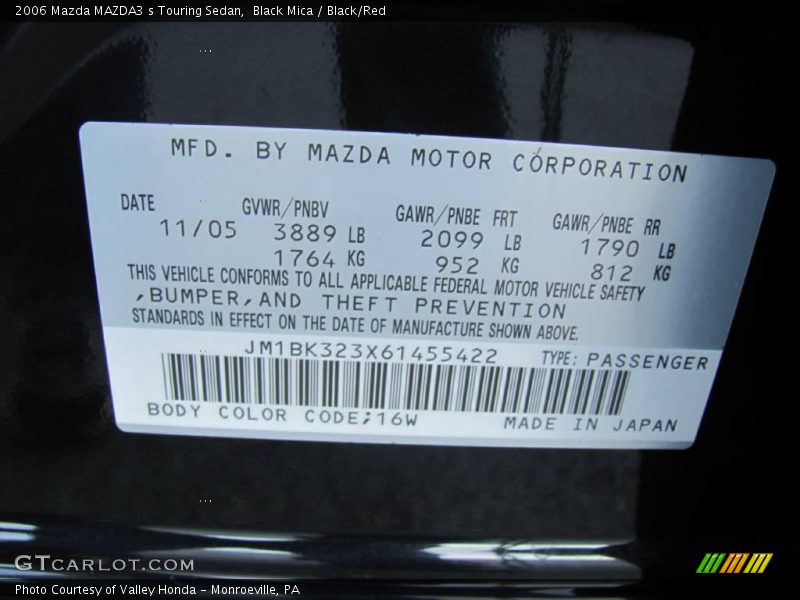 2006 Mazda MAZDA3 s Touring Sedan,  Black Mica / Black/Red
MFD. BY MAZDA MOTOR CORPORATION
DATE GVWR/PNBV GAWR/PNBE FRT GAWR/PNBE RR
11/05 3889 LB 2099 LB 1790 LB
1764 KG 952 KG 812 KG
THIS VEHICLE CONFORMS TO ALL APPLICABLE FEDERAL MOTOR VEHICLE SAFETY
,BUMPER,AND THEFT PREVENTION
STANDARDS IN EFFECT ON THE DATE OF MANUFACTURE SHOWN ABOVE.
JM1BK323X61455422 TYPE: PASSENGER
BODY COLOR CODE;16W MADE IN JAPAN
GTCARLOT.COM
Photo Courtesy of Valley Honda - Monroeville, PA